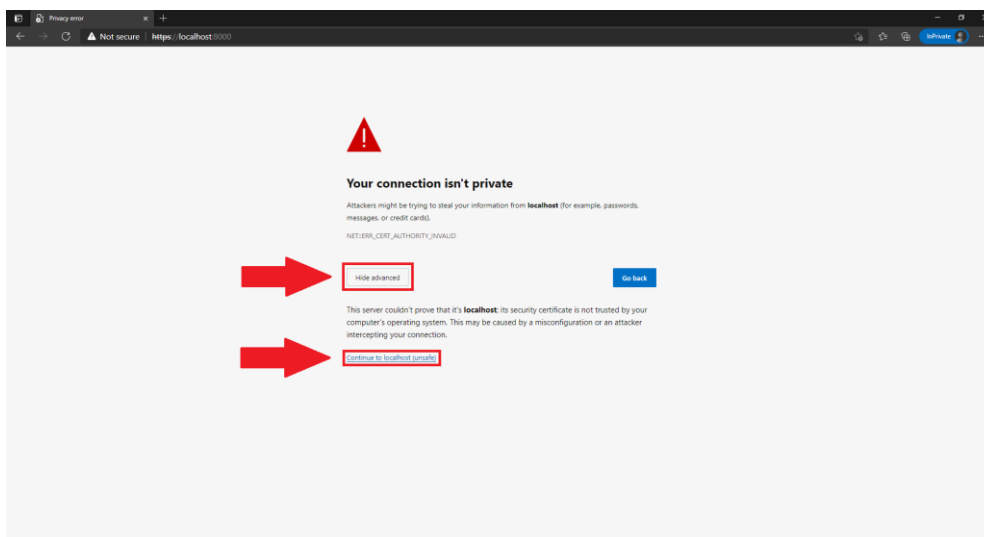 Privacy error
Not secure
https://localhost:8000
InPrivate
Your connection isn't private
Attackers might be trying to steal your information from localhost (for example, passwords,
messages, or credit cards).
NET::ERR_CERT_AUTHORITY_INVALID
Hide advanced
Go back
This server couldn't prove that it's localhost; its security certificate is not trusted by your
computer's operating system. This may be caused by a misconfiguration or an attacker
intercepting your connection.
Continue to localhost (unsafe)